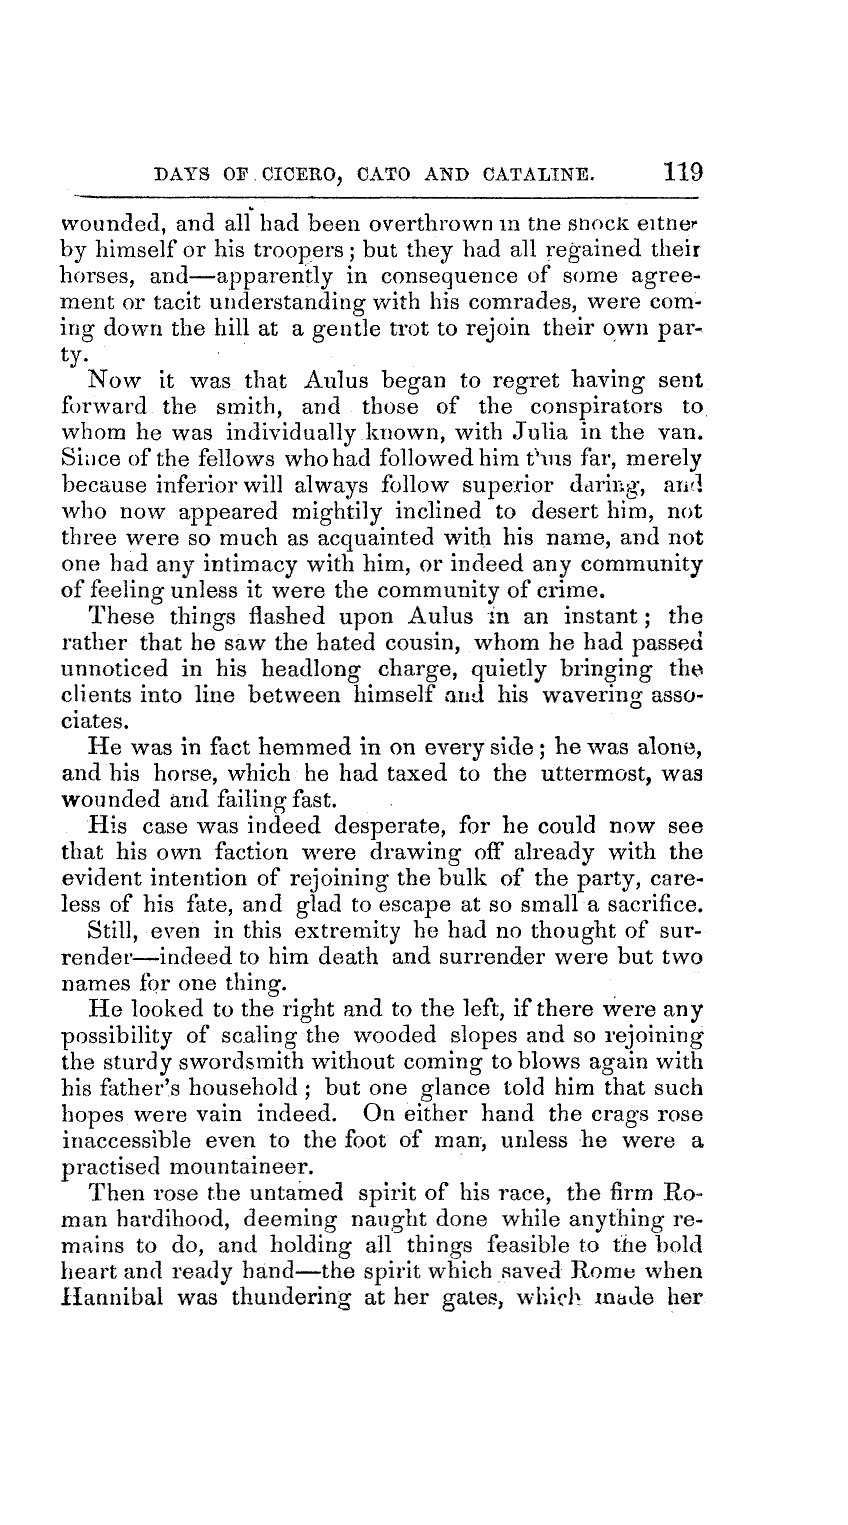 DAYS OF CICERO, CATO AND CATALINE. 119
wounded, and all had been overthrown in the shock either
by himself or his troopers; but they had all regained their
horses, and—apparently in consequence of some agree-
ment or tacit understanding with his comrades, were com-
ing down the hill at a gentle trot to rejoin their own par-
ty.
Now it was that Aulus began to regret having sent
forward the smith, and those of the conspirators to
whom he was individually known, with Julia in the van.
Since of the fellows who had followed him thus far, merely
because inferior will always follow superior daring, and
who now appeared mightily inclined to desert him, not
three were so much as acquainted with his name, and not
one had any intimacy with him, or indeed any community
of feeling unless it were the community of crime.
These things flashed upon Aulus in an instant; the
rather that he saw the hated cousin, whom he had passed
unnoticed in his headlong charge, quietly bringing the
clients into line between himself and his wavering asso-
ciates.
He was in fact hemmed in on every side; he was alone,
and his horse, which he had taxed to the uttermost, was
wounded and failing fast.
His case was indeed desperate, for he could now see
that his own faction were drawing off already with the
evident intention of rejoining the bulk of the party, care-
less of his fate, and glad to escape at so small a sacrifice.
Still, even in this extremity he had no thought of sur-
render—indeed to him death and surrender were but two
names for one thing.
He looked to the right and to the left, if there were any
possibility of scaling the wooded slopes and so rejoining
the sturdy swordsmith without coming to blows again with
his father's household; but one glance told him that such
hopes were vain indeed. On either hand the crags rose
inaccessible even to the foot of man, unless he were a
practised mountaineer.
Then rose the untamed spirit of his race, the firm Ro-
man hardihood, deeming naught done while anything re-
mains to do, and holding all things feasible to the bold
heart and ready hand—the spirit which saved Rome when
Hannibal was thundering at her gates, which made her